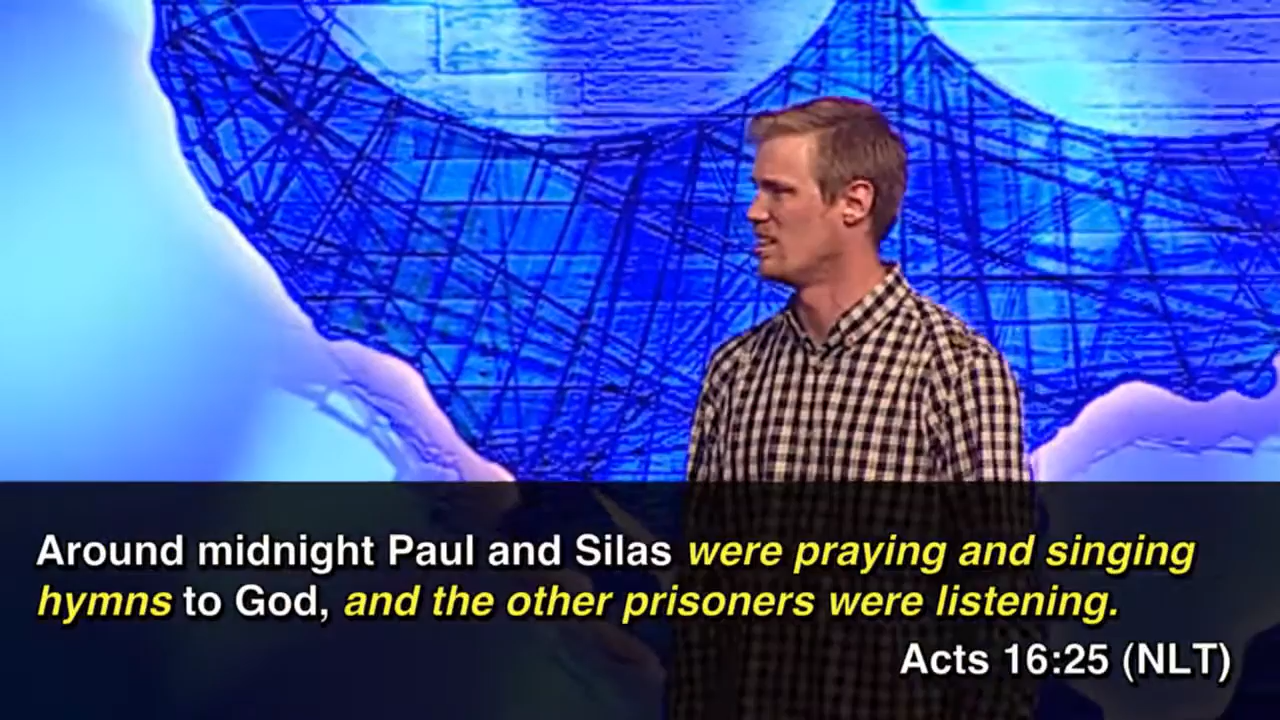 Around midnight Paul and Silas were praying and singing
hymns to God, and the other prisoners were listening.
Acts 16:25 (NLT)